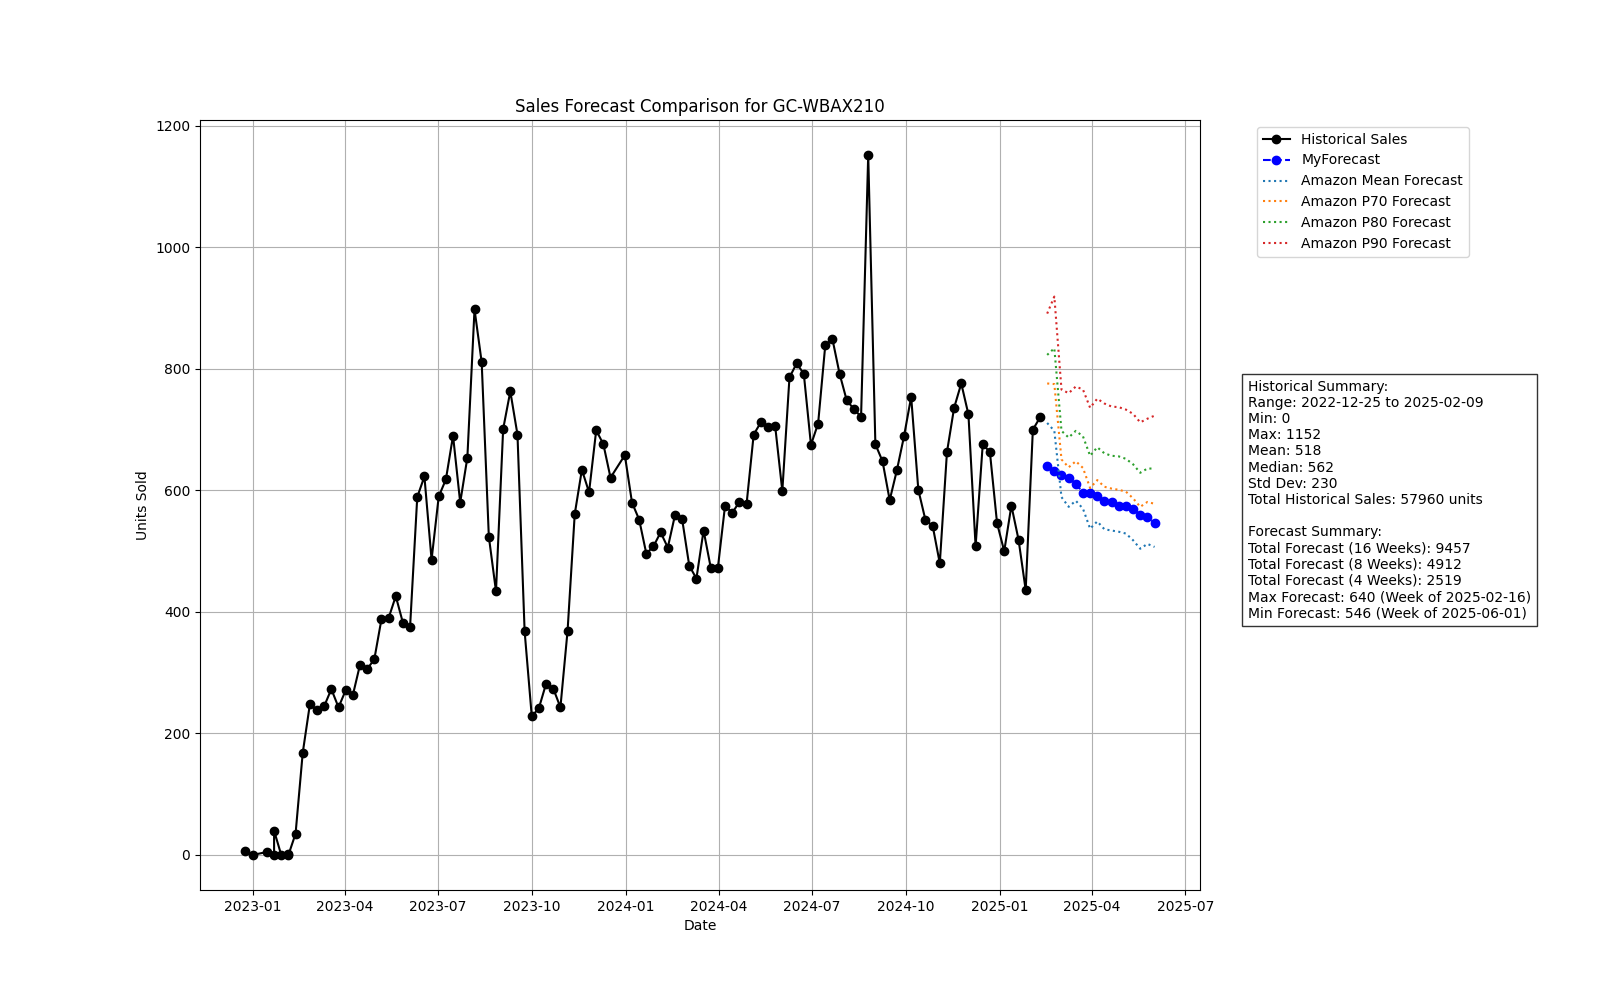 Sales Forecast Comparison for GC-WBAX210
1200
1000
800
600
400
200
0
Units Sold
2023-01
2023-04
2023-07
2023-10
2024-01
2024-04
2024-07
2024-10
2025-01
2025-04
2025-07
Date
Historical Sales
MyForecast
Amazon Mean Forecast
Amazon P70 Forecast
Amazon P80 Forecast
Amazon P90 Forecast
Historical Summary:
Range: 2022-12-25 to 2025-02-09
Min: 0
Max: 1152
Mean: 518
Median: 562
Std Dev: 230
Total Historical Sales: 57960 units
Forecast Summary:
Total Forecast (16 Weeks): 9457
Total Forecast (8 Weeks): 4912
Total Forecast (4 Weeks): 2519
Max Forecast: 640 (Week of 2025-02-16)
Min Forecast: 546 (Week of 2025-06-01)